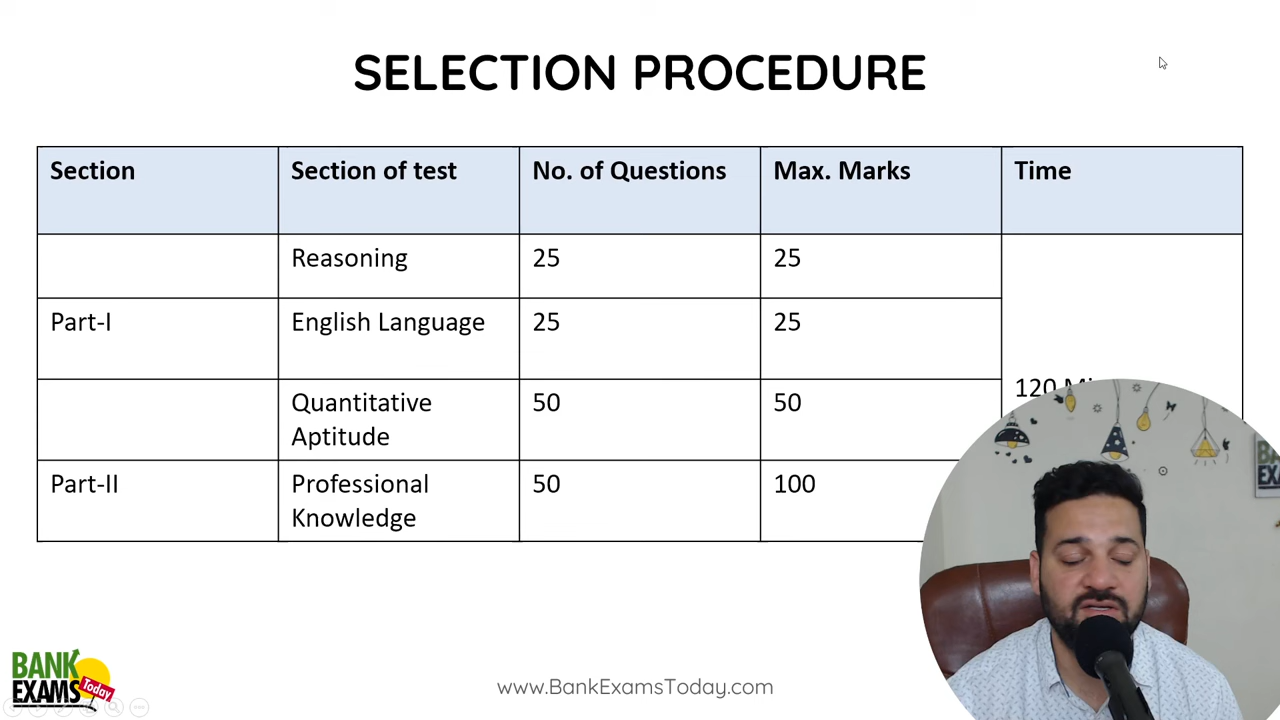 SELECTION PROCEDURE
Section Section of test No. of Questions Max. Marks Time
Reasoning 25 25
Part-I English Language 25 25
120
Quantitative 50 50
Aptitude
Part-II Professional 50 100
Knowledge
BANK
EXAMS
Today
www.BankExamsToday.com